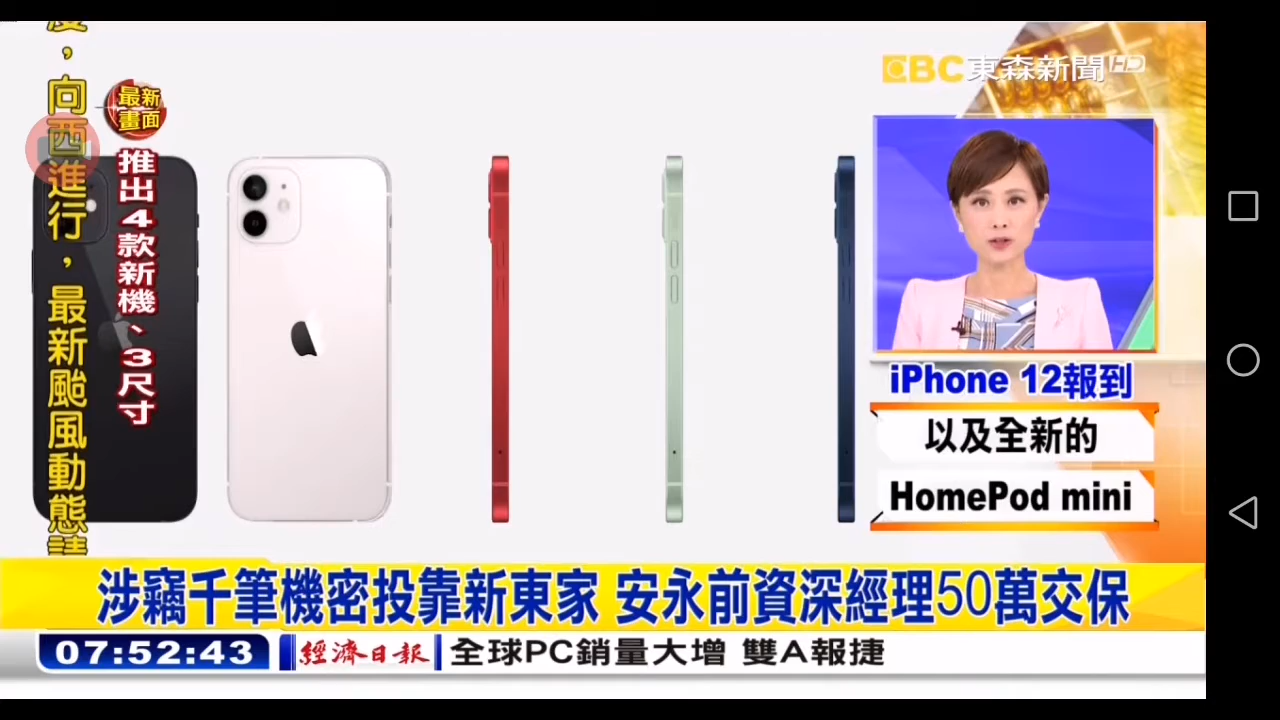 向西進行，最新颱風動態請
最新
畫面
推出4款新機、3尺寸
EBC東森新聞HD
iPhone 12報到
以及全新的
HomePod mini
涉竊千筆機密投靠新東家 安永前資深經理50萬交保
07:52:43
經濟日報
全球PC銷量大增 雙A報捷